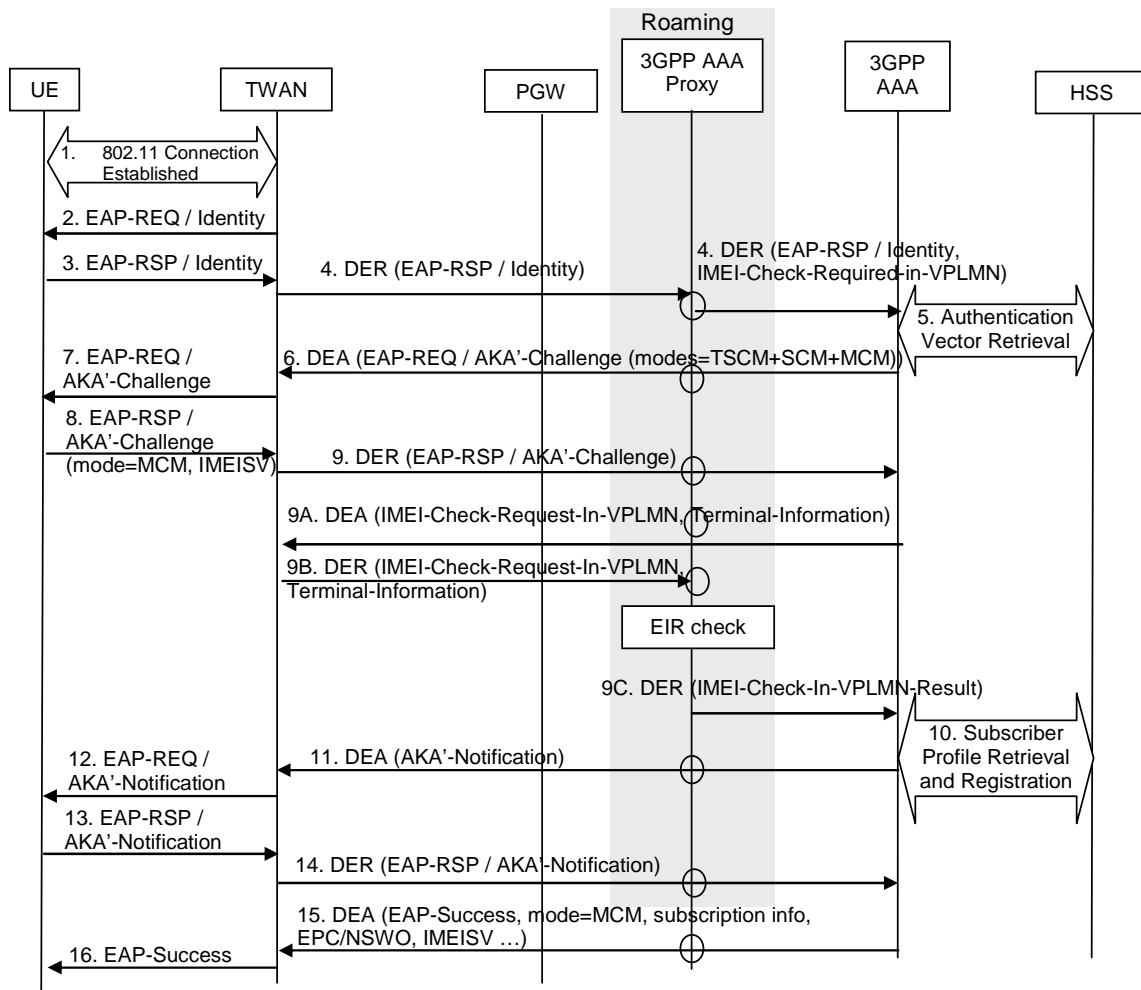 Roaming
UE
TWAN
PGW
3GPP AAA
Proxy
3GPP
AAA
HSS
1. 802.11 Connection
Established
2. EAP-REQ / Identity
3. EAP-RSP / Identity
4. DER (EAP-RSP / Identity)
4. DER (EAP-RSP / Identity,
IMEI-Check-Required-in-VPLMN)
5. Authentication
Vector Retrieval
6. DEA (EAP-REQ / AKA'-Challenge (modes=TSCM+SCM+MCM))
7. EAP-REQ /
AKA'-Challenge
8. EAP-RSP /
AKA'-Challenge
(mode=MCM, IMEISV)
9. DER (EAP-RSP / AKA'-Challenge)
9A. DEA (IMEI-Check-Request-In-VPLMN, Terminal-Information)
9B. DER (IMEI-Check-Request-In-VPLMN,
Terminal-Information)
EIR check
9C. DER (IMEI-Check-In-VPLMN-Result)
10. Subscriber
Profile Retrieval
and Registration
11. DEA (AKA'-Notification)
12. EAP-REQ /
AKA'-Notification
13. EAP-RSP /
AKA'-Notification
14. DER (EAP-RSP / AKA'-Notification)
15. DEA (EAP-Success, mode=MCM, subscription info,
EPC/NSWO, IMEISV …)
16. EAP-Success